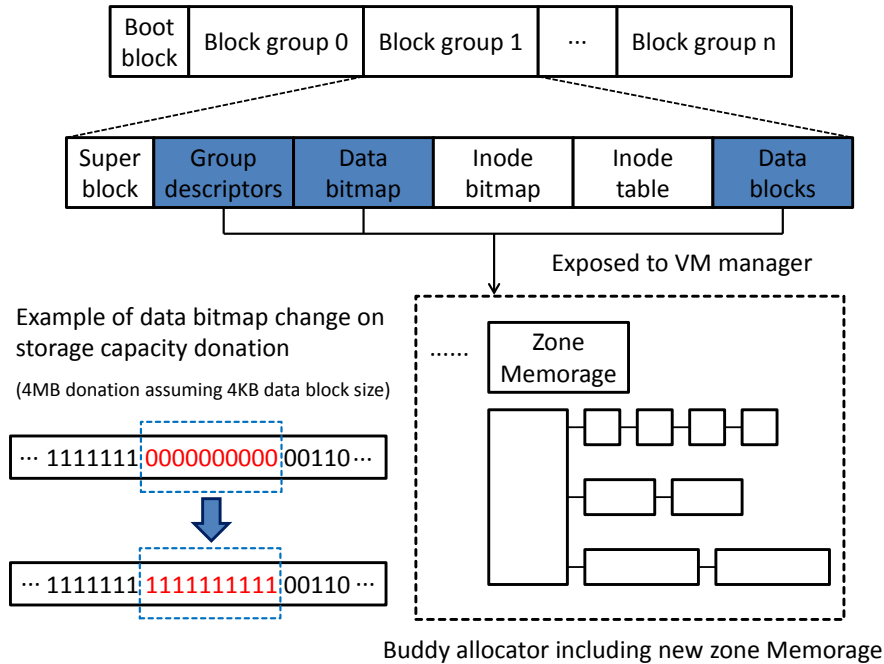 Boot
block
Block group 0
Block group 1
...
Block group n
Super
block
Group
descriptors
Data
bitmap
Inode
bitmap
Inode
table
Data
blocks
Exposed to VM manager
Example of data bitmap change on
storage capacity donation
(4MB donation assuming 4KB data block size)
... 1111111 0000000000 00110 ...
... 1111111 1111111111 00110 ...
......
Zone
Memorage
Buddy allocator including new zone Memorage